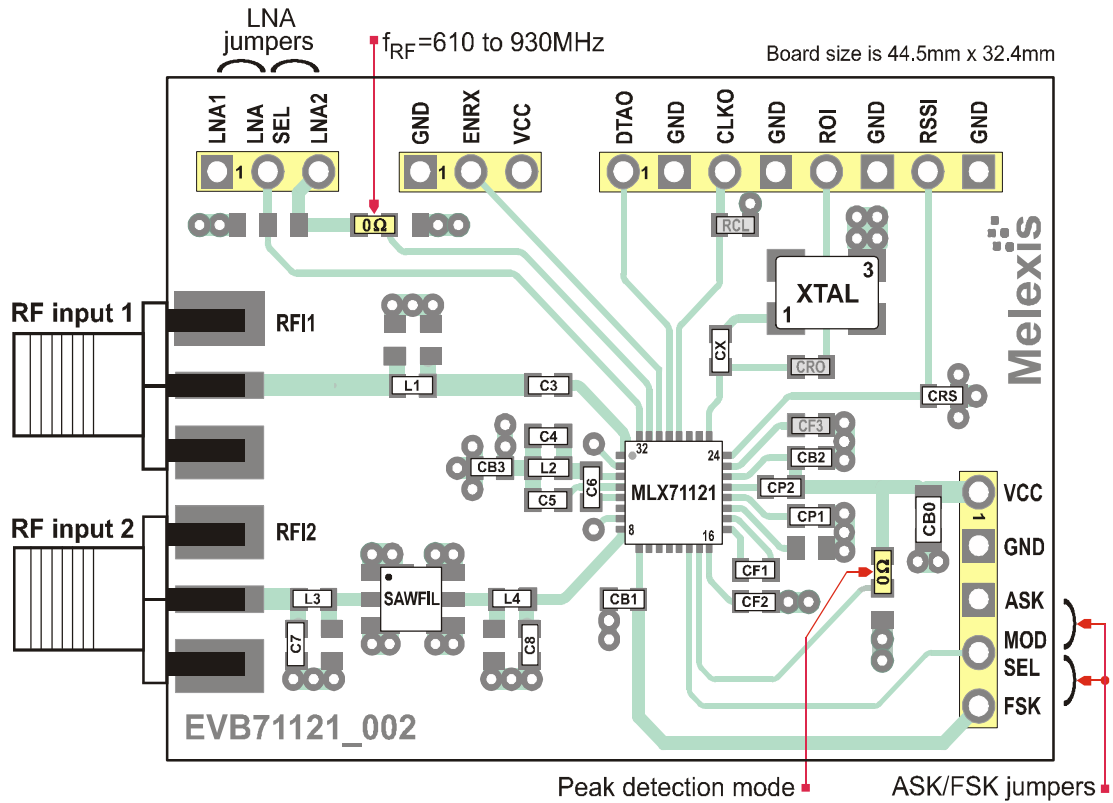 LNA
jumpers
fRF=610 to 930MHz
Board size is 44.5mm x 32.4mm
LNA1
LNA
SEL
LNA2
GND
ENRX
VCC
DTAO
GND
CLKO
GND
ROI
GND
RSSI
GND
1
1
1
0Ω
RCL
Melexis
XTAL
3
1
RF input 1
RFI1
CX
CRO
L1
C3
CRS
C4
CF3
32
24
CB3
L2
C6
CB2
MLX71121
CP2
C5
VCC
1
CB0
CP1
8
16
RF input 2
RFI2
GND
CF1
0Ω
SAWFIL
L3
L4
CB1
CF2
ASK
C7
C8
MOD
SEL
FSK
EVB71121_002
Peak detection mode
ASK/FSK jumpers